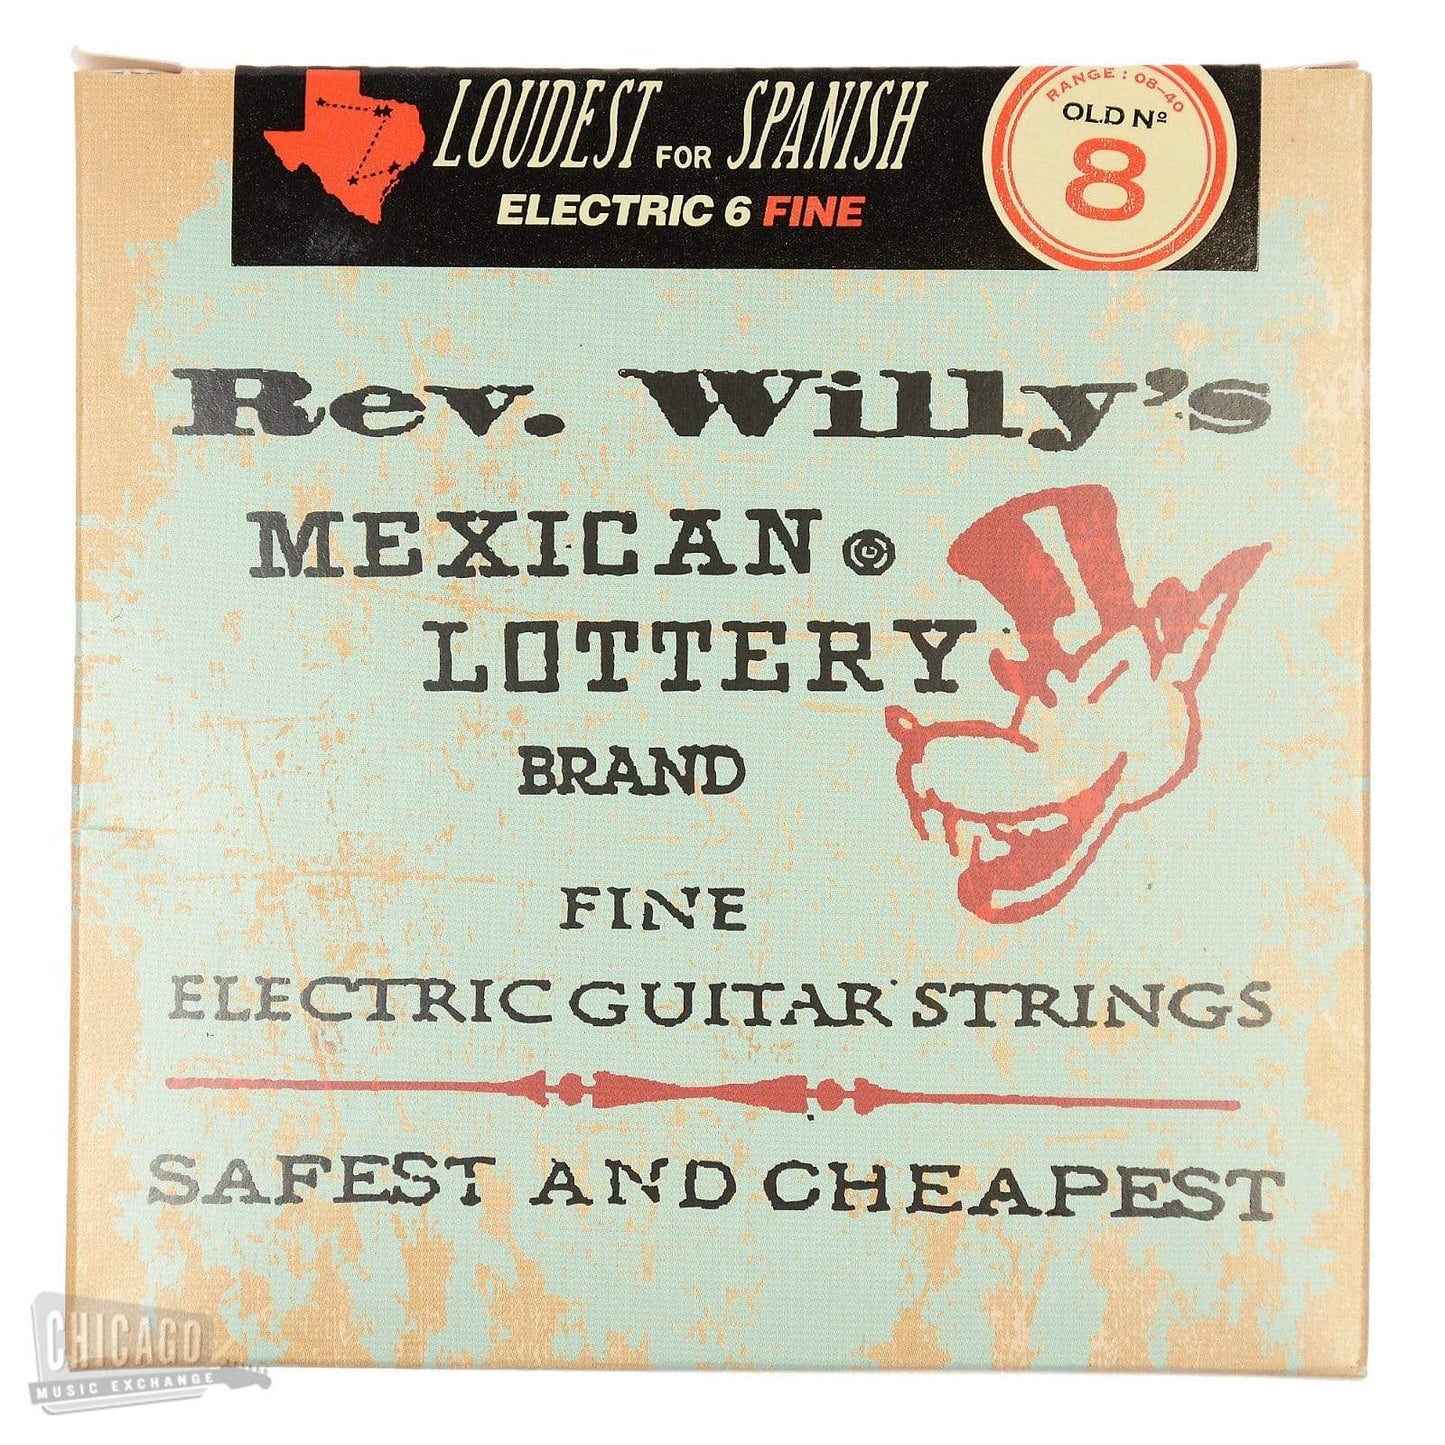 LOUDEST FOR SPANISH
ELECTRIC 6 FINE
RANGE : 08–40
OLD Nº
8
Rev. Willy's
MEXICAN
LOTTERY
BRAND
FINE
ELECTRIC GUITAR STRINGS
SAFEST AND CHEAPEST
CHICAGO
MUSIC EXCHANGE